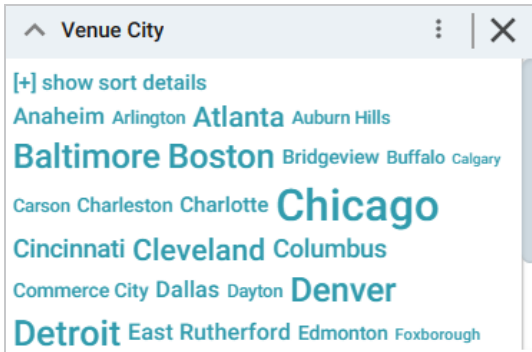 Venue City
[+] show sort details
Anaheim Arlington Atlanta Auburn Hills
Baltimore Boston Bridgeview Buffalo Calgary
Carson Charleston Charlotte Chicago
Cincinnati Cleveland Columbus
Commerce City Dallas Dayton Denver
Detroit East Rutherford Edmonton Foxborough